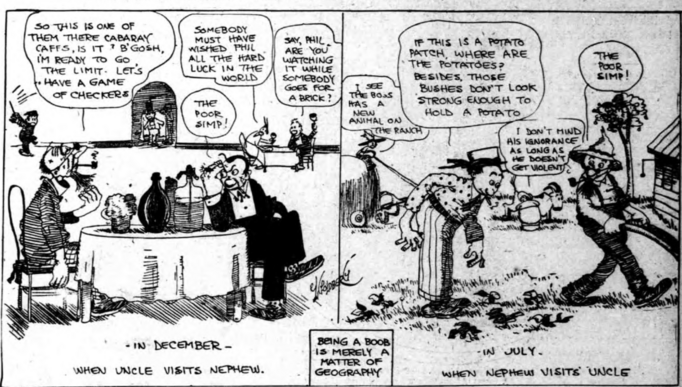 SO THIS IS ONE OF
THEM THERE CABARAY
CAFFS, IS IT? B'GOSH,
I'M READY TO GO
THE LIMIT. LET'S
HAVE A GAME
OF CHECKERS
SOMEBODY
MUST HAVE
WISHED PHIL
ALL THE HARD
LUCK IN THE
WORLD
SAY, PHIL,
ARE YOU
WATCHING
IT WHILE
SOMEBODY
GOES FOR
A BRICK?
THE
POOR
SIMP!
- IN DECEMBER -
WHEN UNCLE VISITS NEPHEW.
BEING A BOOB
IS MERELY A
MATTER OF
GEOGRAPHY
I SEE
THE BOSS
HAS A
NEW
ANIMAL ON
THE RANCH
IF THIS IS A POTATO
PATCH, WHERE ARE
THE POTATOES?
BESIDES, THOSE
BUSHES DON'T LOOK
STRONG ENOUGH TO
HOLD A POTATO
I DON'T MIND
HIS IGNORANCE
AS LONG AS
HE DOESN'T
GET VIOLENT
THE
POOR
SIMP!
- IN JULY -
WHEN NEPHEW VISITS UNCLE